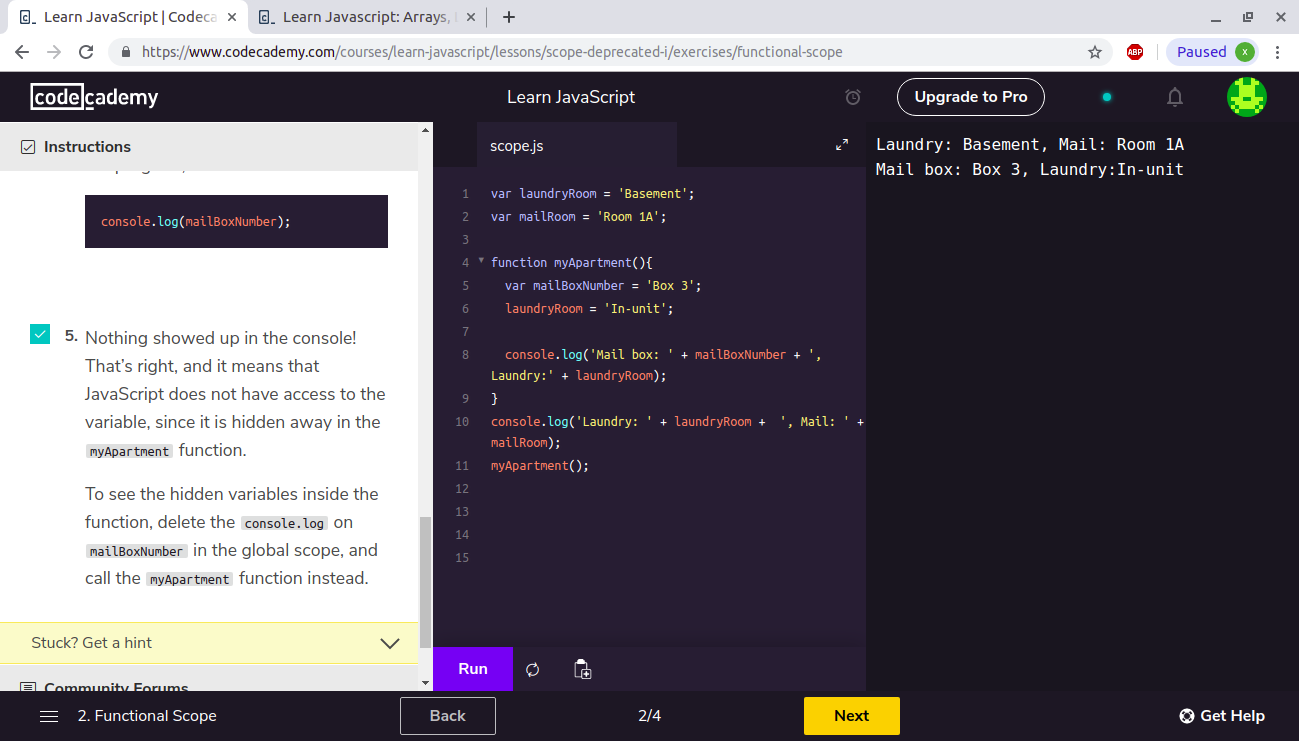 Learn JavaScript | Codeca
Learn Javascript: Arrays,
https://www.codecademy.com/courses/learn-javascript/lessons/scope-deprecated-i/exercises/functional-scope
ABP
Paused
x
codecademy
Learn JavaScript
Upgrade to Pro
Instructions
console.log(mailBoxNumber);
5. Nothing showed up in the console!
That’s right, and it means that
JavaScript does not have access to the
variable, since it is hidden away in the
myApartment function.
To see the hidden variables inside the
function, delete the console.log on
mailBoxNumber in the global scope, and
call the myApartment function instead.
Stuck? Get a hint
Community Forums
scope.js
1 var laundryRoom = 'Basement';
2 var mailRoom = 'Room 1A';
3
4 function myApartment(){
5 var mailBoxNumber = 'Box 3';
6 laundryRoom = 'In-unit';
7
8 console.log('Mail box: ' + mailBoxNumber + ',
Laundry:' + laundryRoom);
9 }
10 console.log('Laundry: ' + laundryRoom +  ', Mail: ' +
mailRoom);
11 myApartment();
12
13
14
15
Run
Laundry: Basement, Mail: Room 1A
Mail box: Box 3, Laundry:In-unit
2. Functional Scope
Back
2/4
Next
Get Help